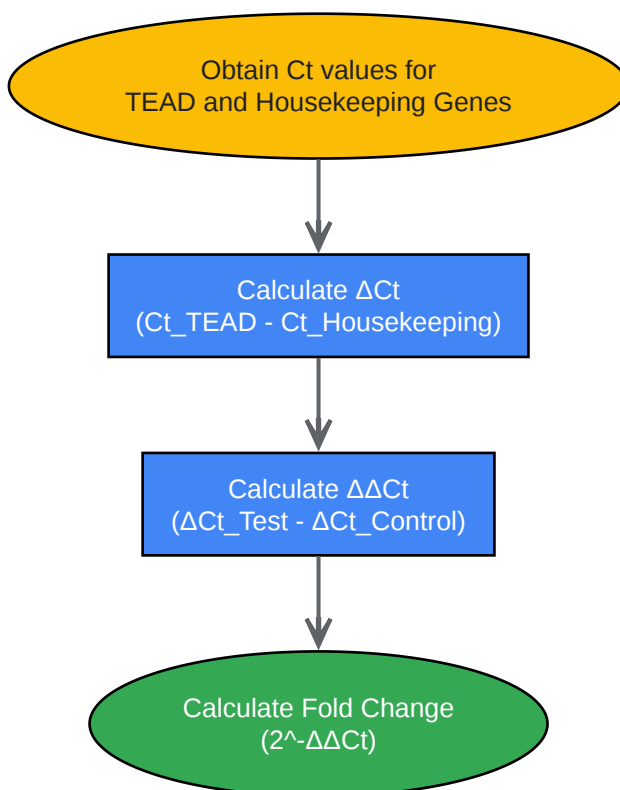 Obtain Ct values for
TEAD and Housekeeping Genes
Calculate ΔCt
(Ct_TEAD - Ct_Housekeeping)
Calculate ΔΔCt
(ΔCt_Test - ΔCt_Control)
Calculate Fold Change
(2^-ΔΔCt)